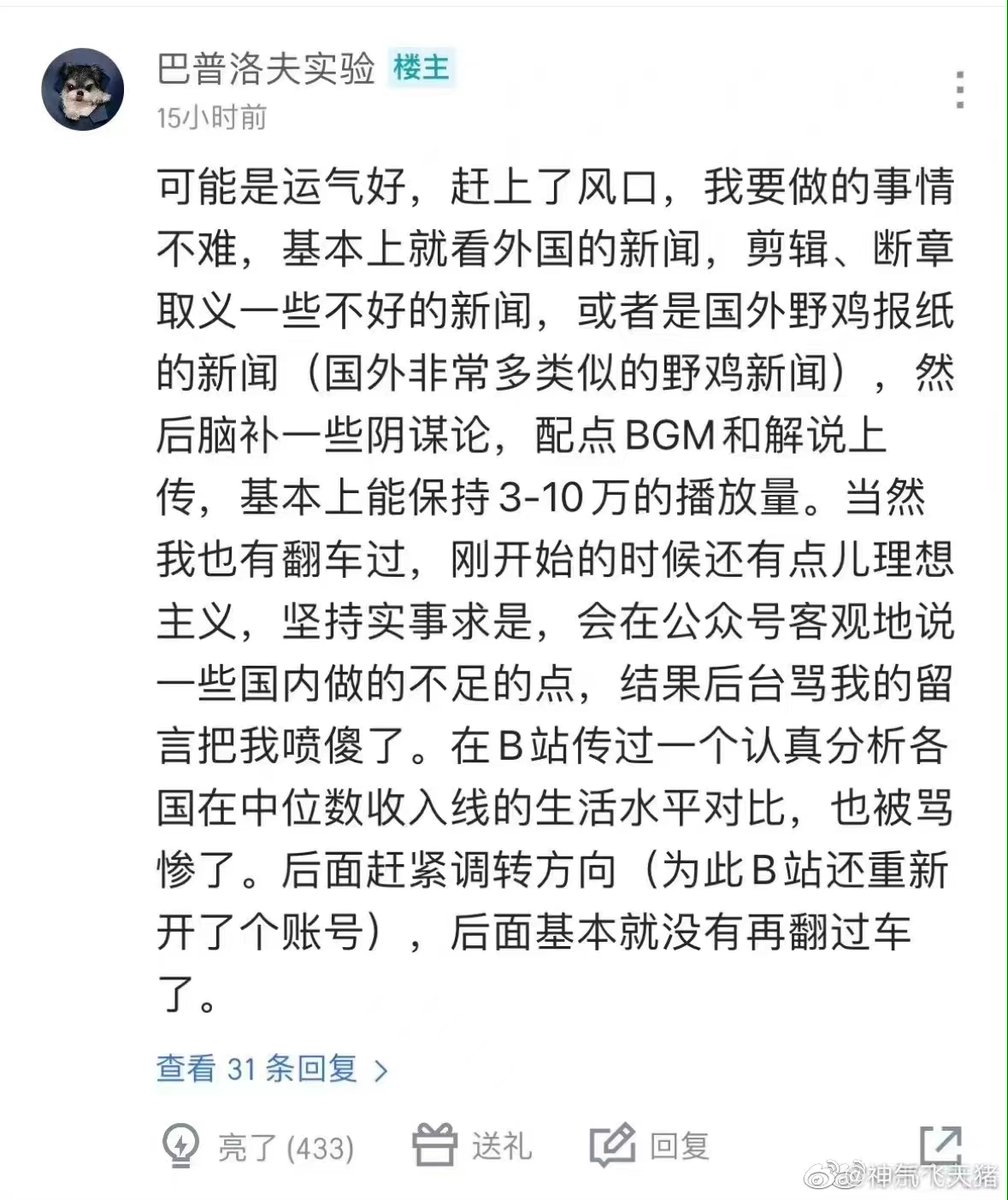 巴普洛夫实验 楼主
15小时前
可能是运气好，赶上了风口，我要做的事情
不难，基本上就看外国的新闻，剪辑、断章
取义一些不好的新闻，或者是国外野鸡报纸
的新闻（国外非常多类似的野鸡新闻），然
后脑补一些阴谋论，配点BGM和解说上
传，基本上能保持3-10万的播放量。当然
我也有翻车过，刚开始的时候还有点儿理想
主义，坚持实事求是，会在公众号客观地说
一些国内做的不足的点，结果后台骂我的留
言把我喷傻了。在B站传过一个认真分析各
国在中位数收入线的生活水平对比，也被骂
惨了。后面赶紧调转方向（为此B站还重新
开了个账号），后面基本就没有再翻过车
了。
查看 31 条回复 >
亮了 (433) 送礼 回复
@神氘飞天猪